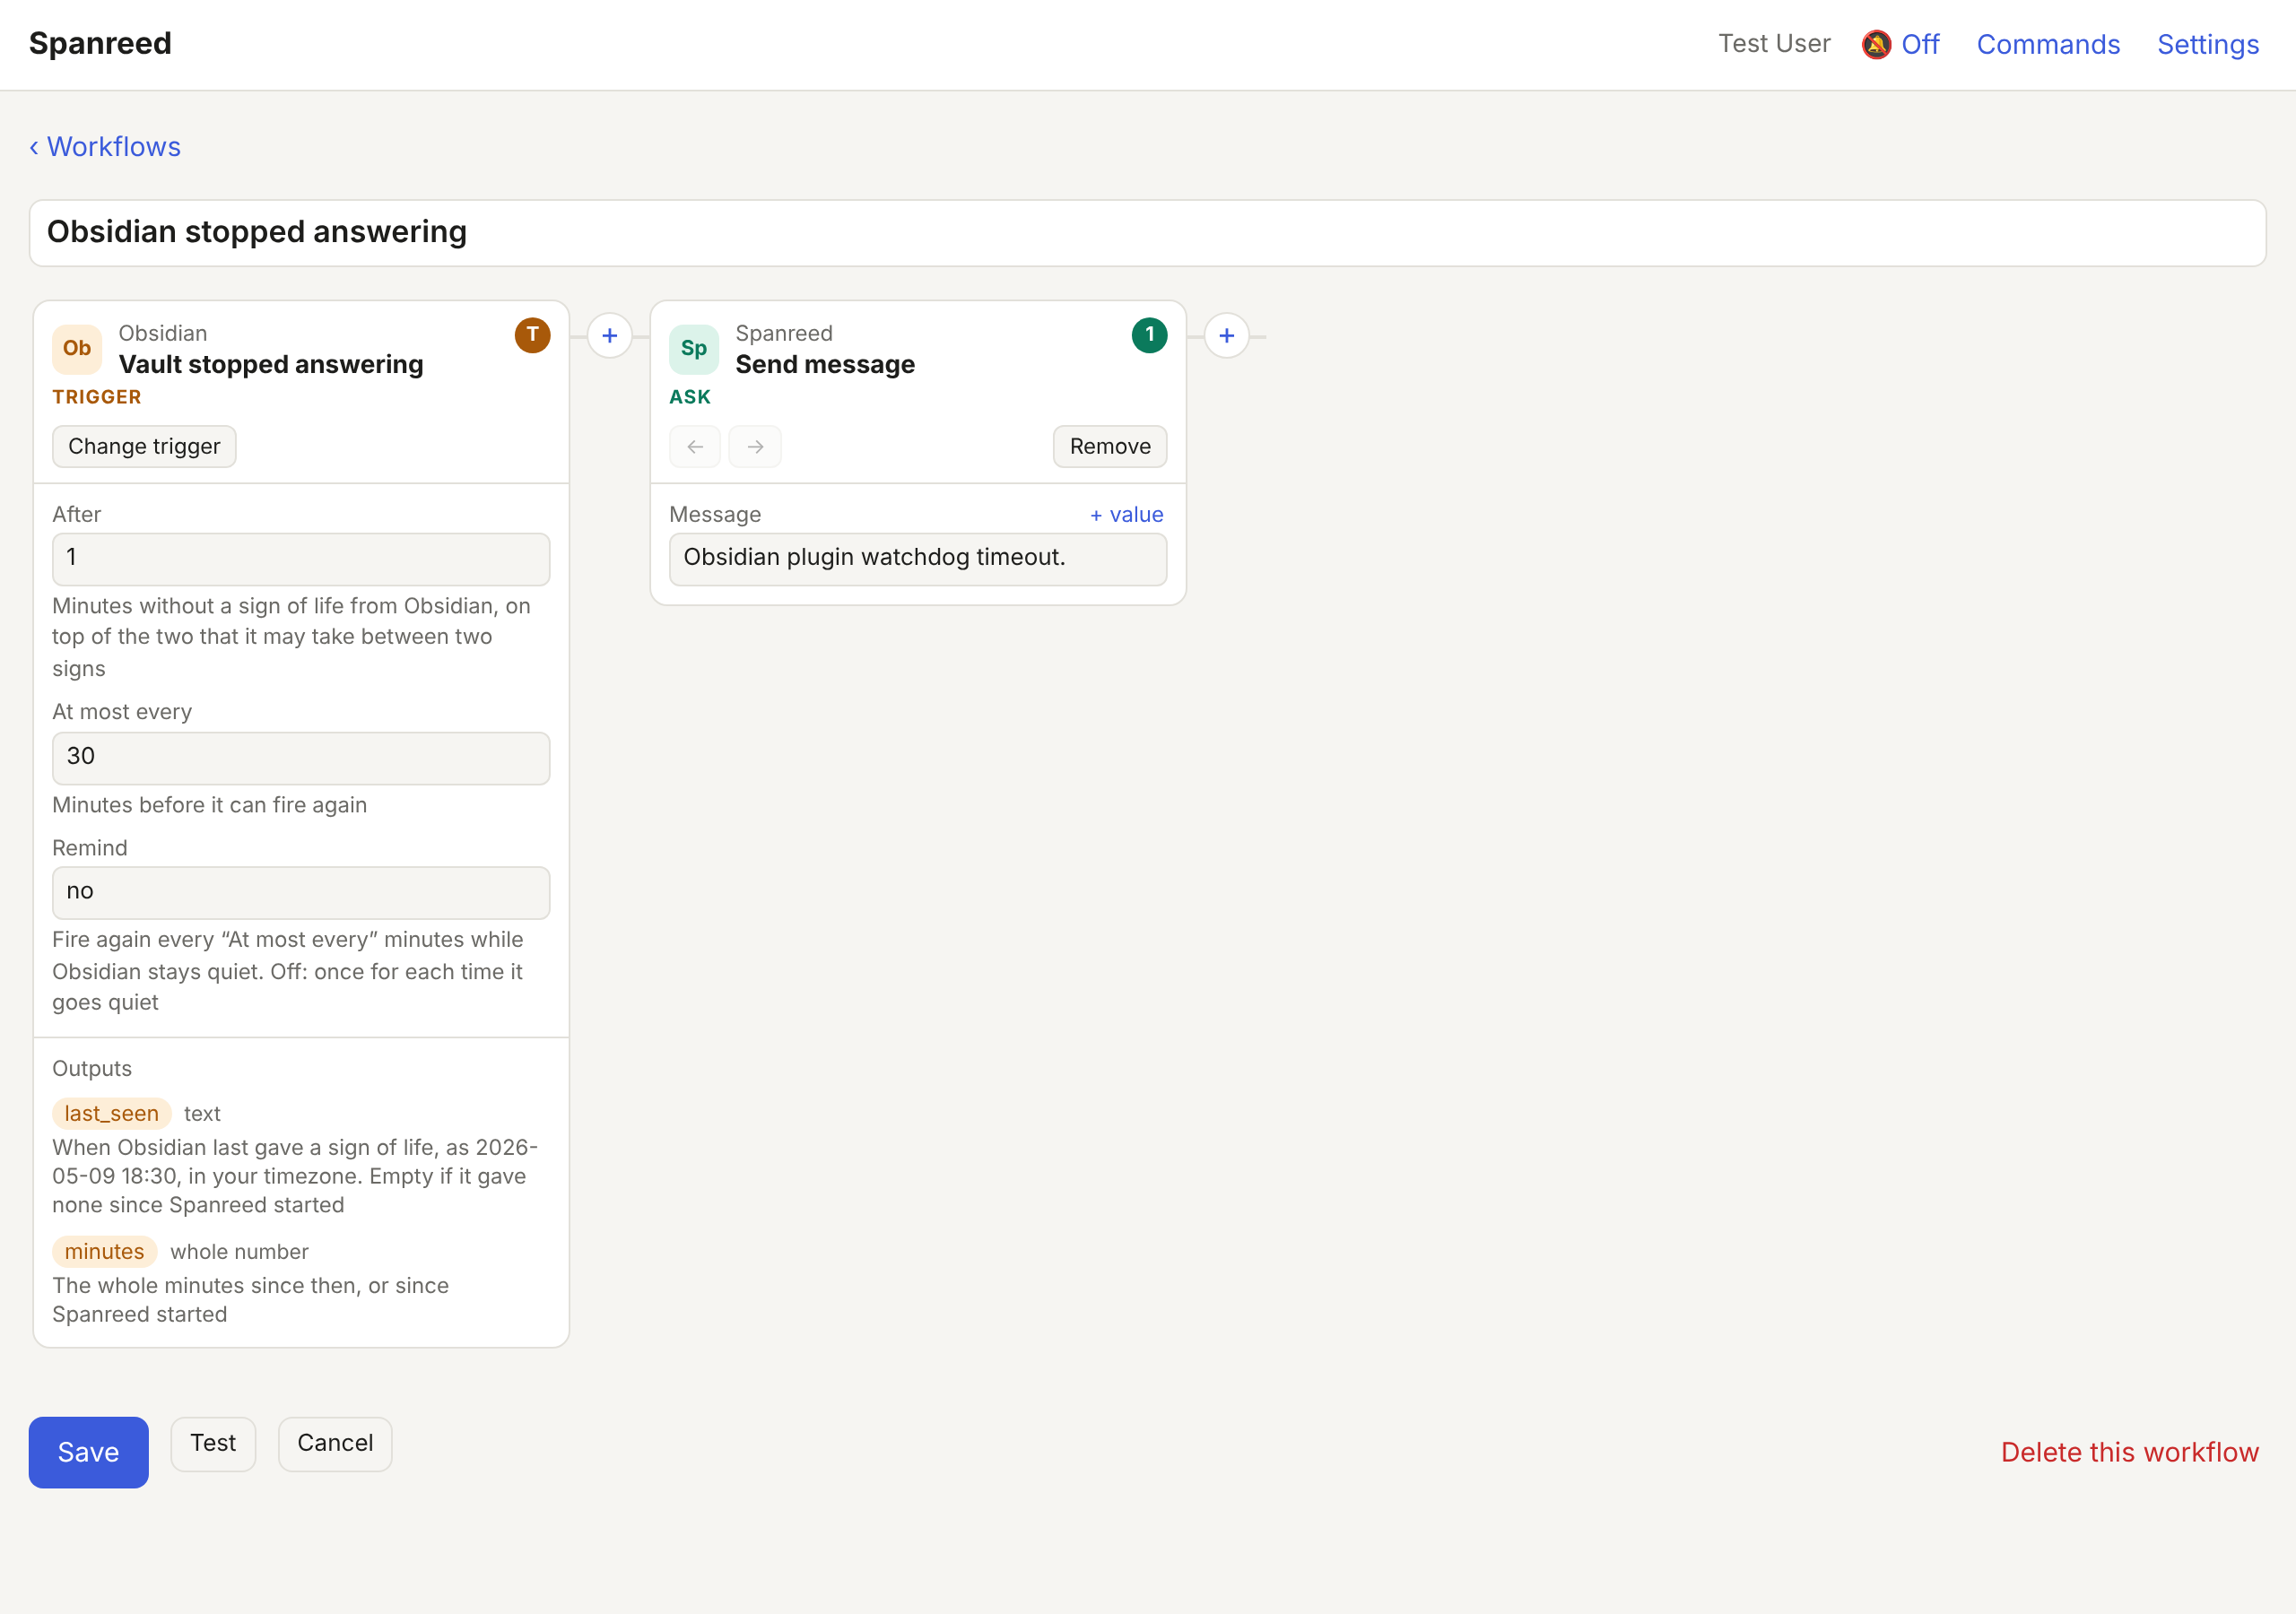 Spanreed
Test User
Off
Commands
Settings
‹ Workflows
Obsidian stopped answering
Ob
Obsidian
Vault stopped answering
T
TRIGGER
Change trigger
After
1
Minutes without a sign of life from Obsidian, on
top of the two that it may take between two
signs
At most every
30
Minutes before it can fire again
Remind
no
Fire again every “At most every” minutes while
Obsidian stays quiet. Off: once for each time it
goes quiet
Outputs
last_seen text
When Obsidian last gave a sign of life, as 2026-
05-09 18:30, in your timezone. Empty if it gave
none since Spanreed started
minutes whole number
The whole minutes since then, or since
Spanreed started
+
Sp
Spanreed
Send message
1
ASK
← →
Remove
Message
+ value
Obsidian plugin watchdog timeout.
+
Save
Test
Cancel
Delete this workflow